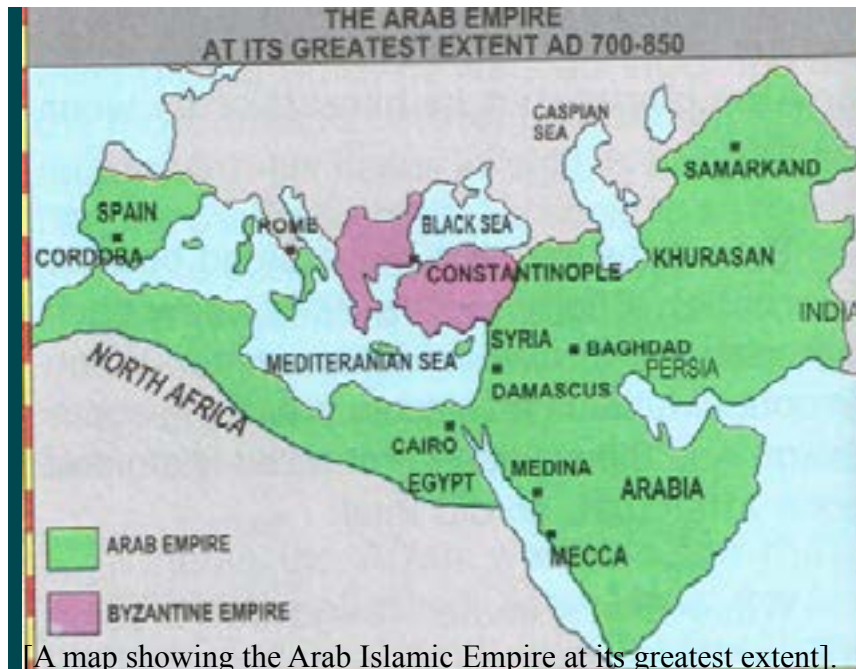 THE ARAB EMPIRE
AT ITS GREATEST EXTENT AD 700-850
CASPIAN
SEA
SAMARKAND
SPAIN
ROME
BLACK SEA
CORDOBA
CONSTANTINOPLE
KHURASAN
INDIA
SYRIA
BAGHDAD
MEDITERANIAN SEA
PERSIA
DAMASCUS
NORTH AFRICA
CAIRO
MEDINA
EGYPT
ARABIA
MECCA
ARAB EMPIRE
BYZANTINE EMPIRE
[A map showing the Arab Islamic Empire at its greatest extent].